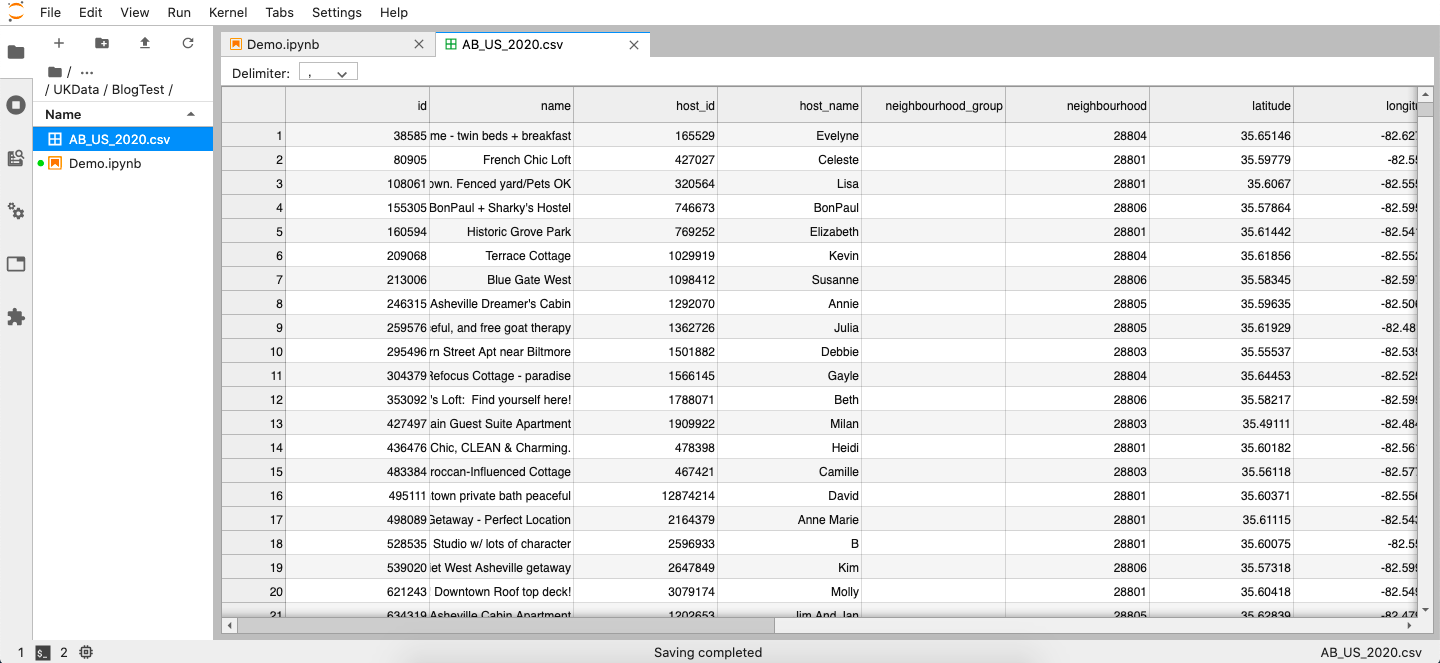 File Edit View Run Kernel Tabs Settings Help
Demo.ipynb AB_US_2020.csv
/ ...
/ UKData / BlogTest /
Delimiter: ,
Name
AB_US_2020.csv
Demo.ipynb
id name host_id host_name neighbourhood_group neighbourhood latitude
1 38585 me - twin beds + breakfast 165529 Evelyne 28804 35.65146 -82.627
2 80905 French Chic Loft 427027 Celeste 28801 35.59779 -82.55
3 108061 own. Fenced yard/Pets OK 320564 Lisa 28801 35.6067 -82.555
4 155305 BonPaul + Sharky's Hostel 746673 BonPaul 28806 35.57864 -82.595
5 160594 Historic Grove Park 769252 Elizabeth 28801 35.61442 -82.541
6 209068 Terrace Cottage 1029919 Kevin 28804 35.61856 -82.552
7 213006 Blue Gate West 1098412 Susanne 28806 35.58345 -82.597
8 246315 Asheville Dreamer's Cabin 1292070 Annie 28805 35.59635 -82.506
9 259576 eful, and free goat therapy 1362726 Julia 28805 35.61929 -82.48
10 295496 rn Street Apt near Biltmore 1501882 Debbie 28803 35.55537 -82.535
11 304379 Refocus Cottage - paradise 1566145 Gayle 28804 35.64453 -82.525
12 353092 's Loft: Find yourself here! 1788071 Beth 28806 35.58217 -82.599
13 427497 ain Guest Suite Apartment 1909922 Milan 28803 35.49111 -82.484
14 436476 Chic, CLEAN & Charming. 478398 Heidi 28801 35.60182 -82.561
15 483384 roccan-Influenced Cottage 467421 Camille 28803 35.56118 -82.577
16 495111 town private bath peaceful 12874214 David 28801 35.60371 -82.556
17 498089 Getaway - Perfect Location 2164379 Anne Marie 28801 35.61115 -82.543
18 528535 Studio w/ lots of character 2596933 B 28801 35.60075 -82.55
19 539020 et West Asheville getaway 2647849 Kim 28806 35.57318 -82.599
20 621243 Downtown Roof top deck! 3079174 Molly 28801 35.60418 -82.549
21 634319 Asheville Cabin Apartment 1202653 Jim And Jan 28805 35.62839 -82.479
1 2 Saving completed AB_US_2020.csv